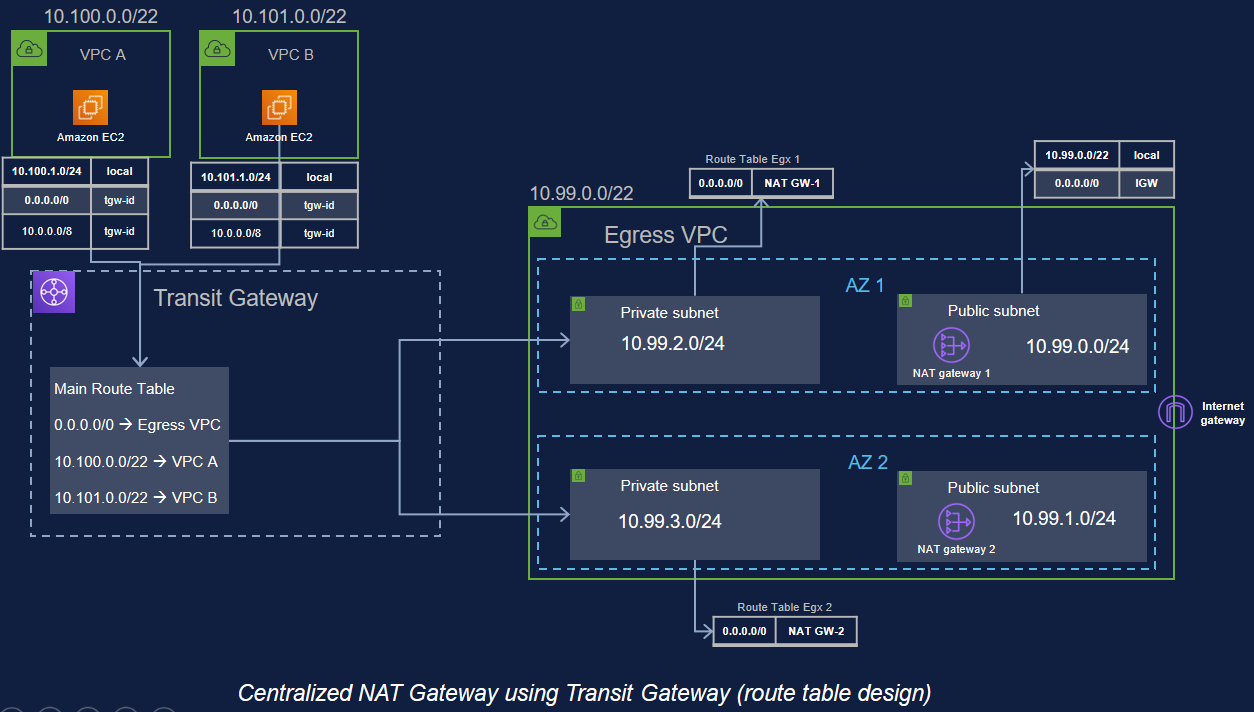 10.100.0.0/22
10.101.0.0/22
VPC A
VPC B
Amazon EC2
Amazon EC2
10.100.1.0/24 local
0.0.0.0/0 tgw-id
10.0.0.0/8 tgw-id
10.101.1.0/24 local
0.0.0.0/0 tgw-id
10.0.0.0/8 tgw-id
Transit Gateway
Main Route Table
0.0.0.0/0 → Egress VPC
10.100.0.0/22 → VPC A
10.101.0.0/22 → VPC B
10.99.0.0/22
Egress VPC
Route Table Egx 1
0.0.0.0/0 NAT GW-1
10.99.0.0/22 local
0.0.0.0/0 IGW
AZ 1
Private subnet
10.99.2.0/24
Public subnet
10.99.0.0/24
NAT gateway 1
Internet
gateway
AZ 2
Private subnet
10.99.3.0/24
Public subnet
10.99.1.0/24
NAT gateway 2
Route Table Egx 2
0.0.0.0/0 NAT GW-2
Centralized NAT Gateway using Transit Gateway (route table design)